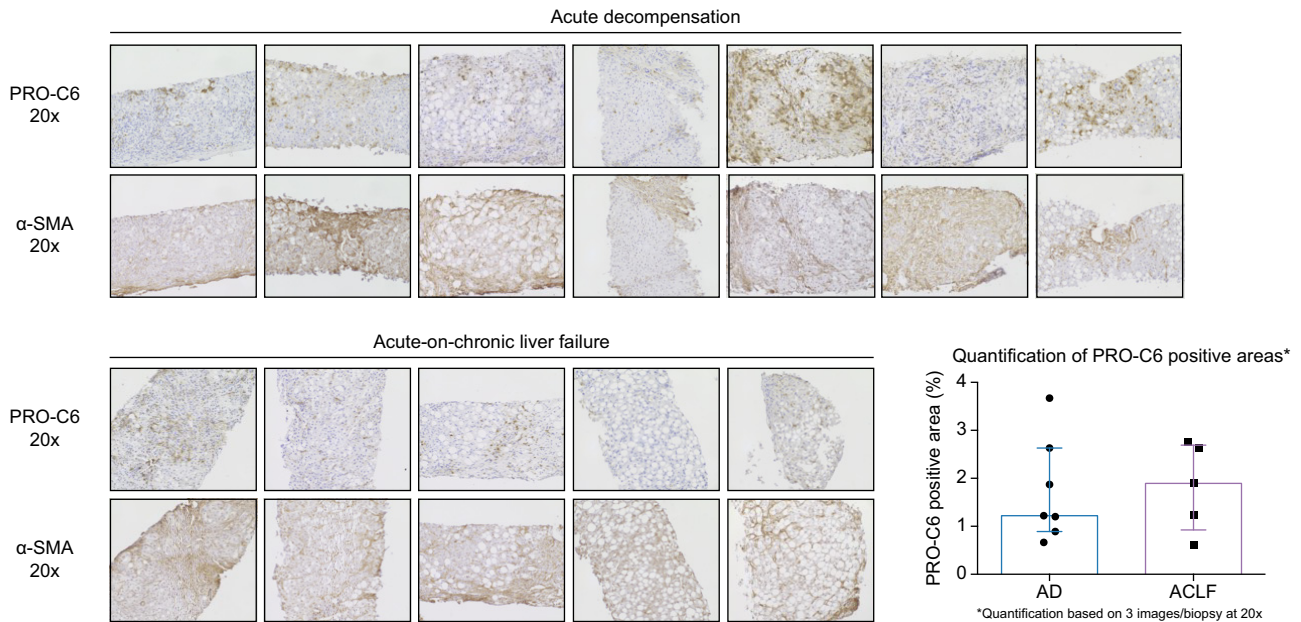 Acute decompensation
PRO-C6
20x
α-SMA
20x
Acute-on-chronic liver failure
PRO-C6
20x
α-SMA
20x
Quantification of PRO-C6 positive areas*
PRO-C6 positive area (%)
4
3
2
1
0
AD ACLF
*Quantification based on 3 images/biopsy at 20x